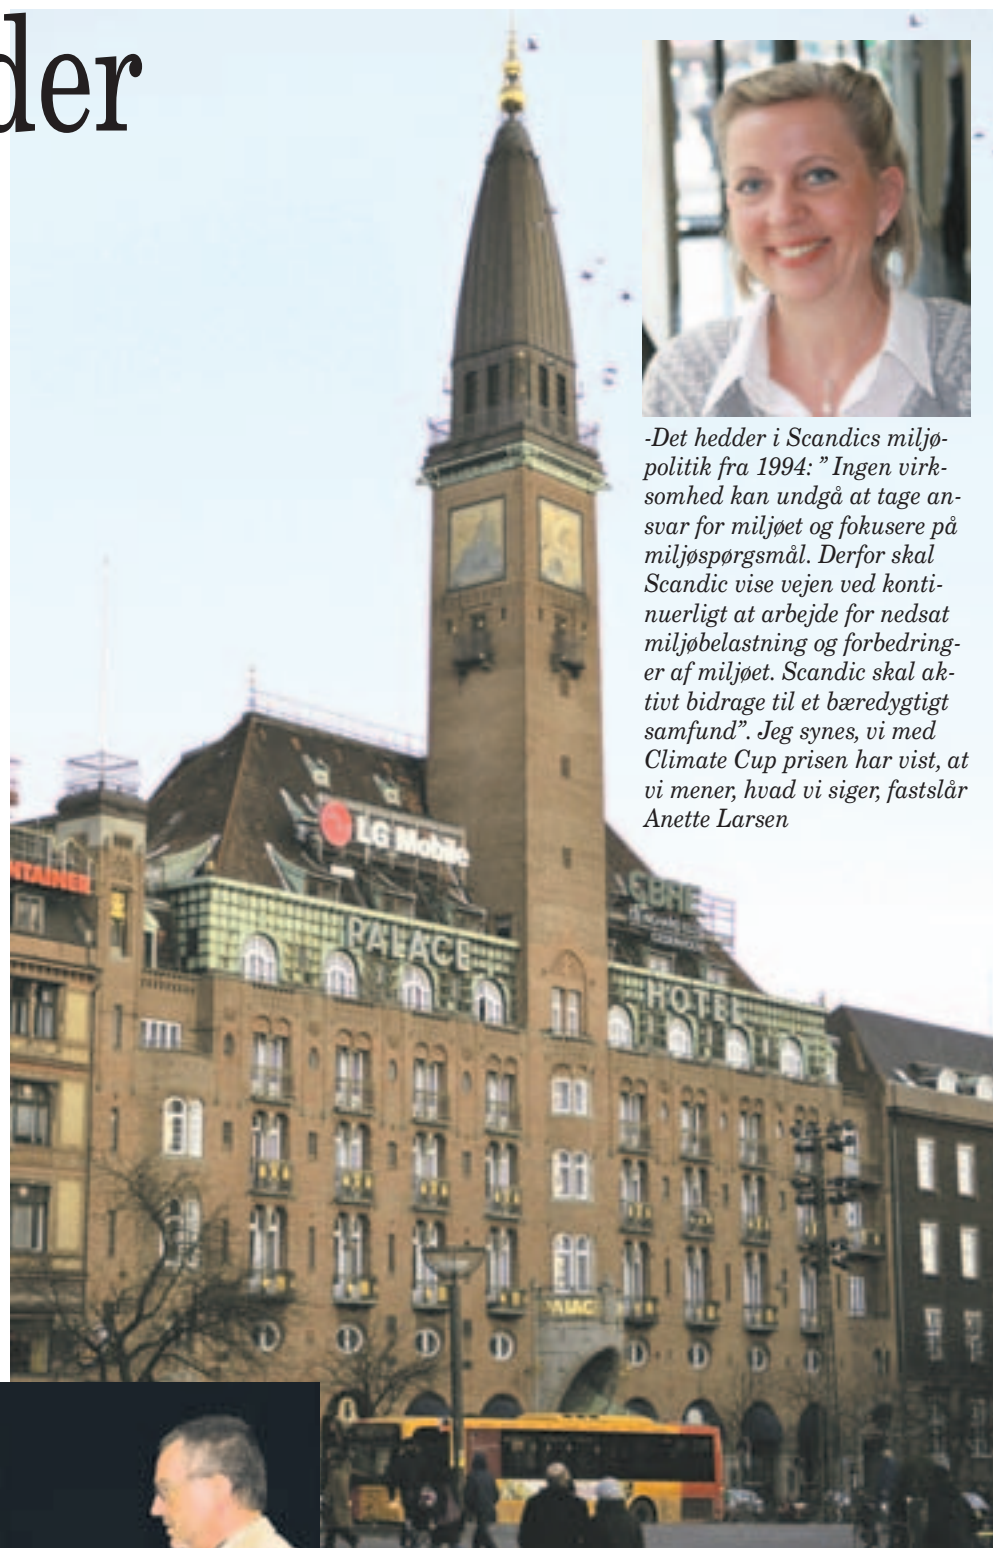 der
-Det hedder i Scandics miljø-
politik fra 1994: ” Ingen virk-
somhed kan undgå at tage an-
svar for miljøet og fokusere på
miljøspørgsmål. Derfor skal
Scandic vise vejen ved konti-
nuerligt at arbejde for nedsat
miljøbelastning og forbedring-
er af miljøet. Scandic skal ak-
tivt bidrage til et bæredygtigt
samfund”. Jeg synes, vi med
Climate Cup prisen har vist, at
vi mener, hvad vi siger, fastslår
Anette Larsen
LG Mobile
NTAINER
CBRE
PALACE
HOTEL
PALACE